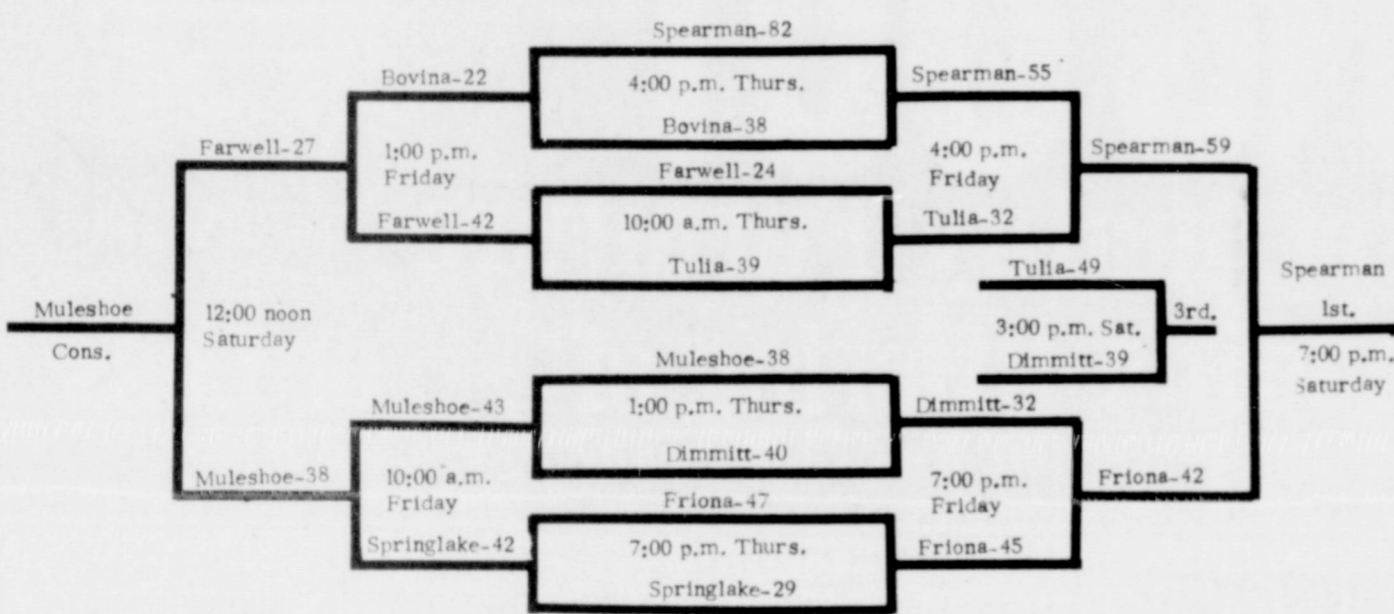 Spearman-82
Bovina-22
4:00 p.m. Thurs.
Spearman-55
Bovina-38
Farwell-27
1:00 p.m.
Friday
4:00 p.m.
Friday
Spearman-59
Farwell-24
Farwell-42
10:00 a.m. Thurs.
Tulia-32
Tulia-39
Tulia-49
Spearman
Muleshoe
12:00 noon
Saturday
3:00 p.m. Sat.
3rd.
1st.
Cons.
Muleshoe-38
Dimmitt-39
7:00 p.m.
Saturday
Muleshoe-43
1:00 p.m. Thurs.
Dimmitt-32
Dimmitt-40
Muleshoe-38
10:00 a.m.
Friday
7:00 p.m.
Friday
Friona-42
Friona-47
Springlake-42
7:00 p.m. Thurs.
Friona-45
Springlake-29